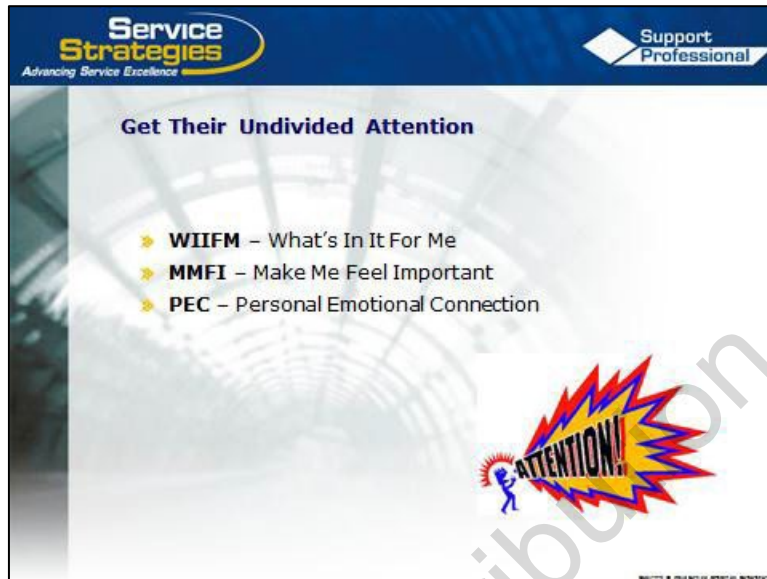 Service
Strategies
Advancing Service Excellence
Support
Professional
Get Their Undivided Attention
» WIIFM – What's In It For Me
» MMFI – Make Me Feel Important
» PEC – Personal Emotional Connection
ATTENTION!